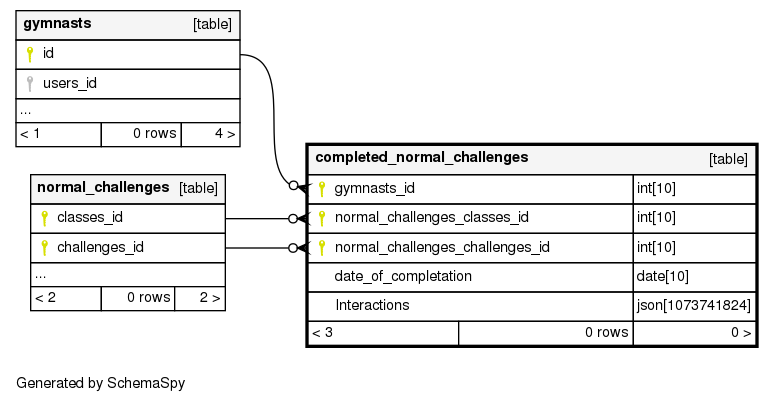 gymnasts [table]
id
users_id
...
< 1 0 rows 4 >
normal_challenges [table]
classes_id
challenges_id
...
< 2 0 rows 2 >
completed_normal_challenges [table]
gymnasts_id int[10]
normal_challenges_classes_id int[10]
normal_challenges_challenges_id int[10]
date_of_completion date[10]
Interactions json[1073741824]
< 3 0 rows 0 >
Generated by SchemaSpy